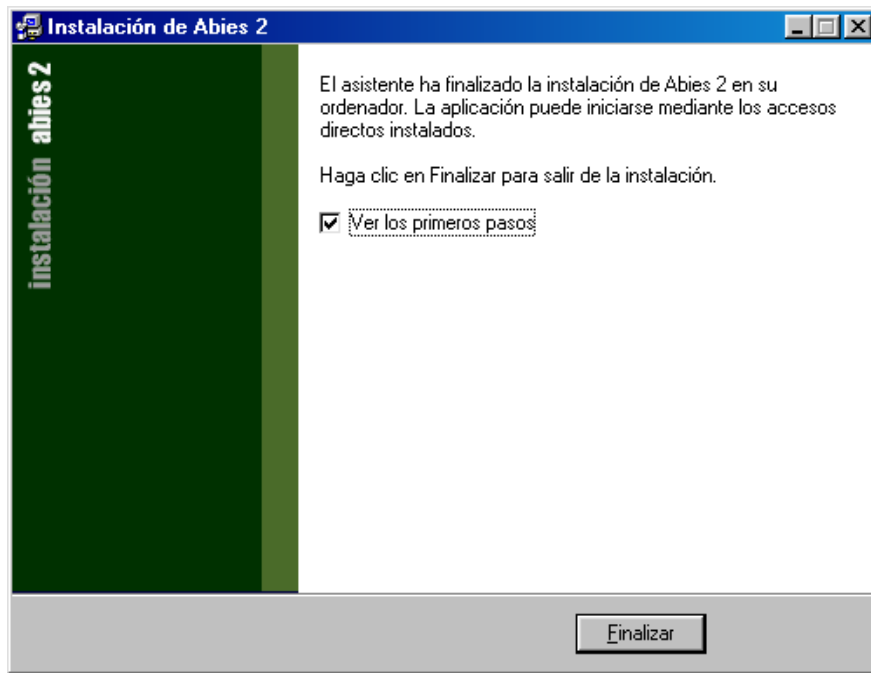 Instalación de Abies 2
instalación abies 2
El asistente ha finalizado la instalación de Abies 2 en su
ordenador. La aplicación puede iniciarse mediante los accesos
directos instalados.
Haga clic en Finalizar para salir de la instalación.
Ver los primeros pasos
Finalizar